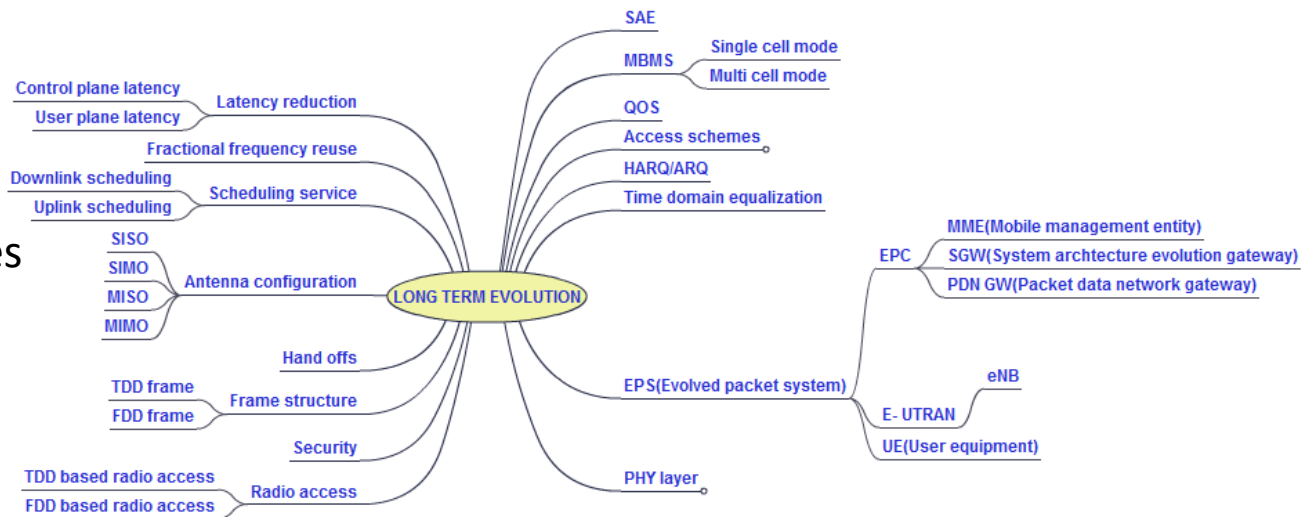 SAE
MBMS
Single cell mode
Multi cell mode
QOS
Access schemes
HARQ/ARQ
Time domain equalization
EPS(Evolved packet system)
EPC
MME(Mobile management entity)
SGW(System archtecture evolution gateway)
PDN GW(Packet data network gateway)
E- UTRAN
eNB
UE(User equipment)
PHY layer
LONG TERM EVOLUTION
Latency reduction
Control plane latency
User plane latency
Fractional frequency reuse
Scheduling service
Downlink scheduling
Uplink scheduling
es
Antenna configuration
SISO
SIMO
MISO
MIMO
Hand offs
Frame structure
TDD frame
FDD frame
Security
Radio access
TDD based radio access
FDD based radio access